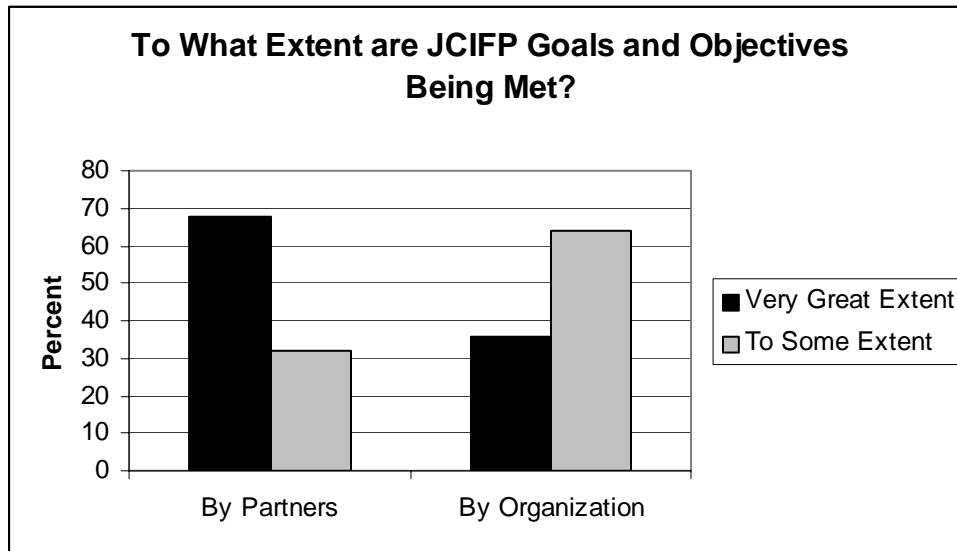 To What Extent are JCIFP Goals and Objectives
Being Met?
80
70
60
50
40
30
20
10
0
Percent
By Partners
By Organization
Very Great Extent
To Some Extent